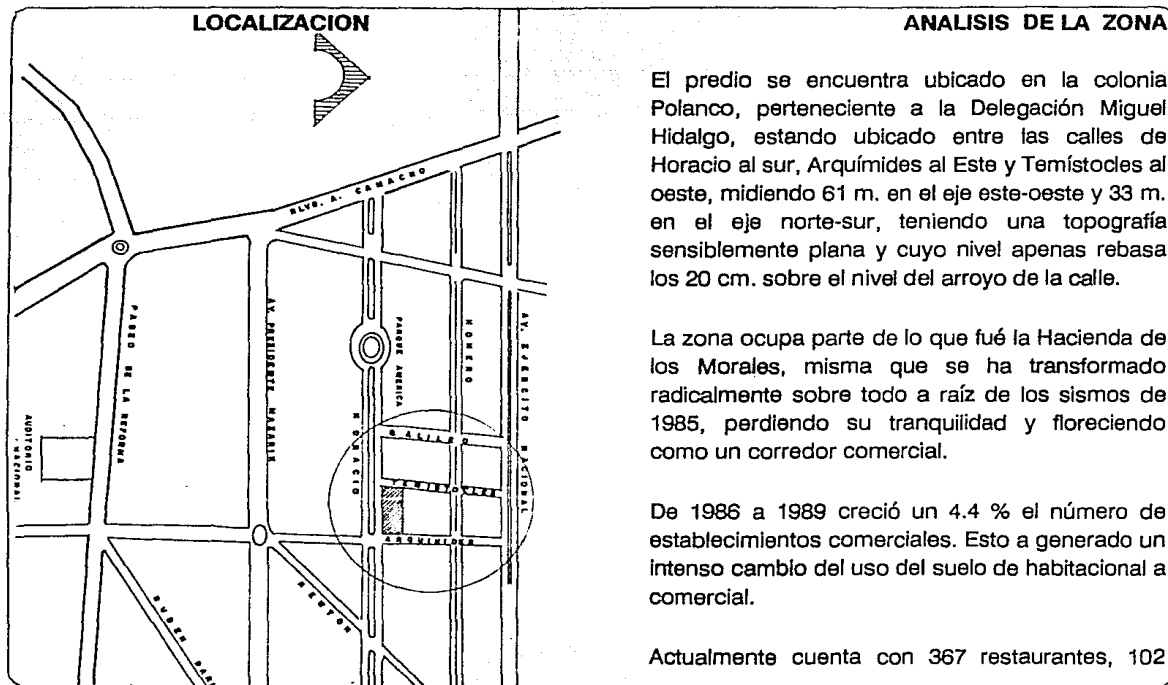 LOCALIZACION
BLVD. A. CAMACHO
PASEO DE LA REFORMA
AUDITORIO NACIONAL
AV. PRESIDENTE MAZARIK
HORACIO
PARQUE AMERICA
HOMERO
AV. EJERCITO NACIONAL
GALILEO
TEMISTOCLES
ARQUIMIDES
NEWTON
RUBEN DARI
ANALISIS DE LA ZONA
El predio se encuentra ubicado en la colonia
Polanco, perteneciente a la Delegación Miguel
Hidalgo, estando ubicado entre las calles de
Horacio al sur, Arquímides al Este y Temístocles al
oeste, midiendo 61 m. en el eje este-oeste y 33 m.
en el eje norte-sur, teniendo una topografía
sensiblemente plana y cuyo nivel apenas rebasa
los 20 cm. sobre el nivel del arroyo de la calle.
La zona ocupa parte de lo que fué la Hacienda de
los Morales, misma que se ha transformado
radicalmente sobre todo a raíz de los sismos de
1985, perdiendo su tranquilidad y floreciendo
como un corredor comercial.
De 1986 a 1989 creció un 4.4 % el número de
establecimientos comerciales. Esto a generado un
intenso cambio del uso del suelo de habitacional a
comercial.
Actualmente cuenta con 367 restaurantes, 102